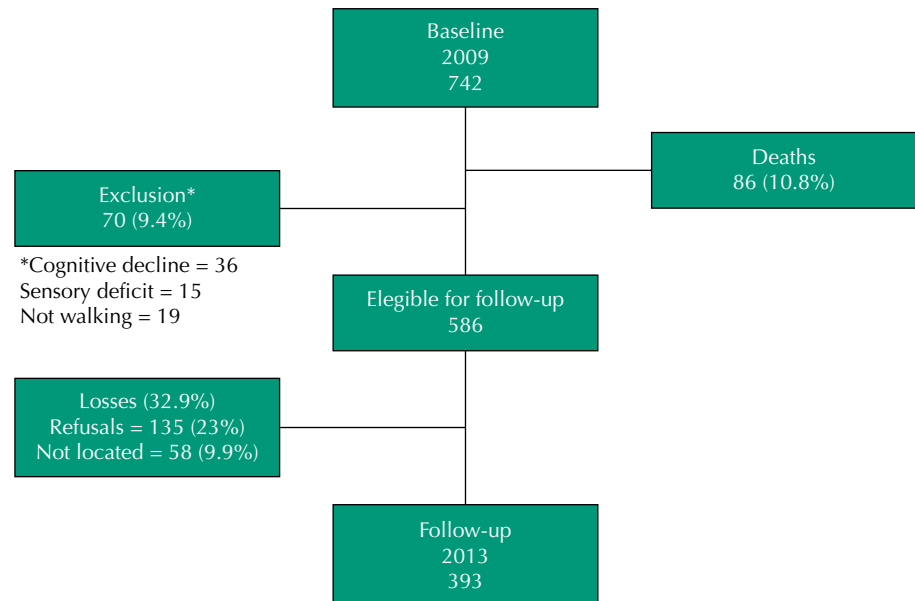 Baseline
2009
742
Deaths
86 (10.8%)
Exclusion*
70 (9.4%)
*Cognitive decline = 36
Sensory deficit = 15
Not walking = 19
Elegible for follow-up
586
Losses (32.9%)
Refusals = 135 (23%)
Not located = 58 (9.9%)
Follow-up
2013
393